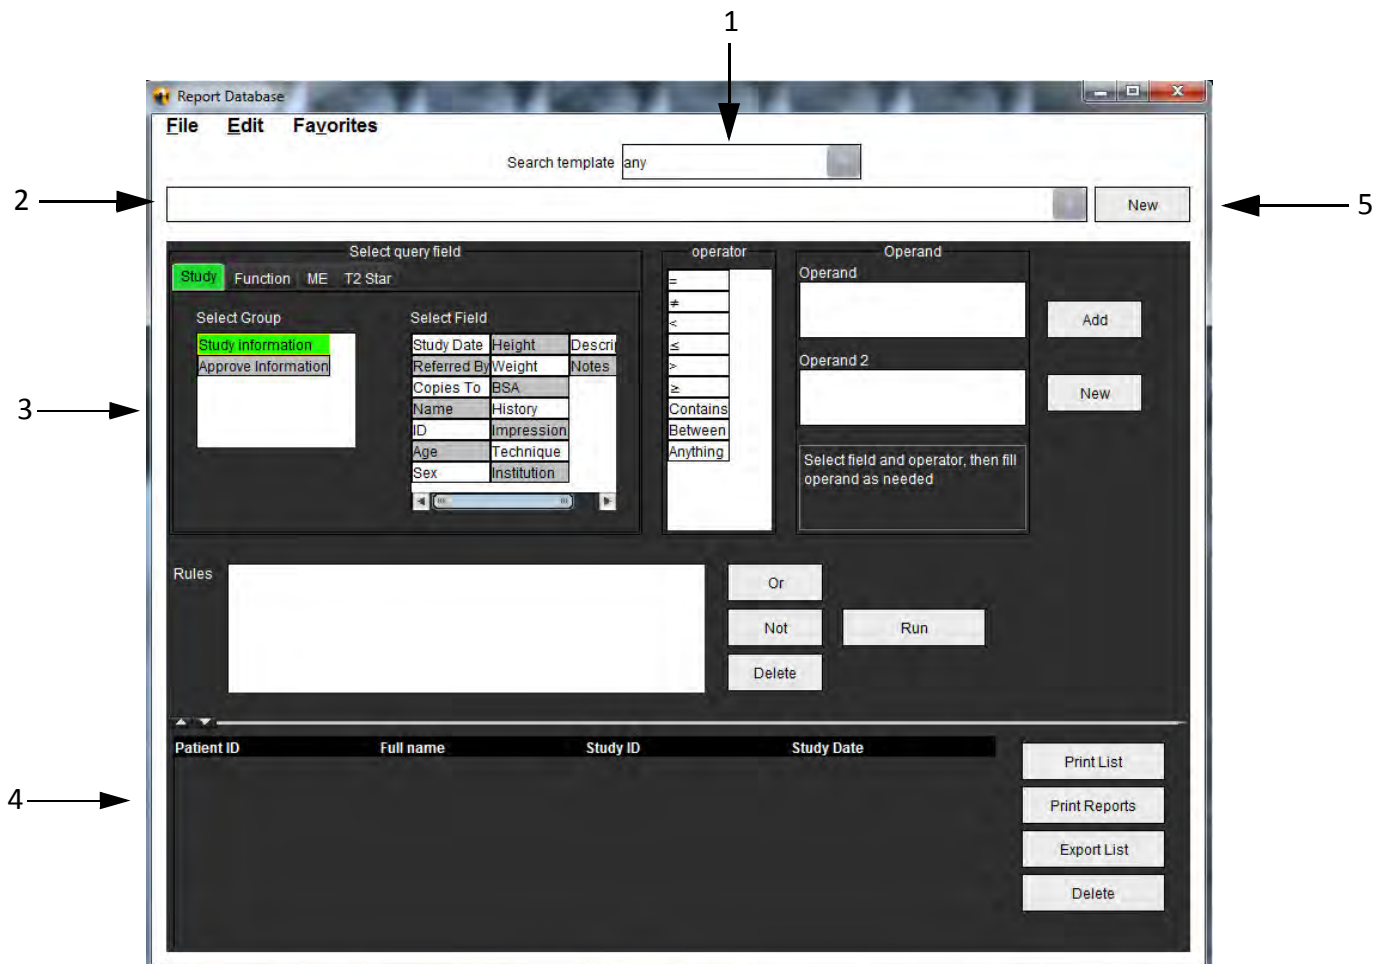 1
Report Database
File Edit Favorites
Search template any
2
New
5
Select query field
operator
Operand
Study Function ME T2 Star
Select Group
Select Field
Study Information
Approve Information
Study Date Height Descri
Referred By Weight Notes
Copies To BSA
Name History
ID Impression
Age Technique
Sex Institution
=
≠
<
≤
>
≥
Contains
Between
Anything
Operand
Operand 2
Select field and operator, then fill
operand as needed
Add
New
3
Rules
Or
Not
Delete
Run
Patient ID Full name Study ID Study Date
4
Print List
Print Reports
Export List
Delete